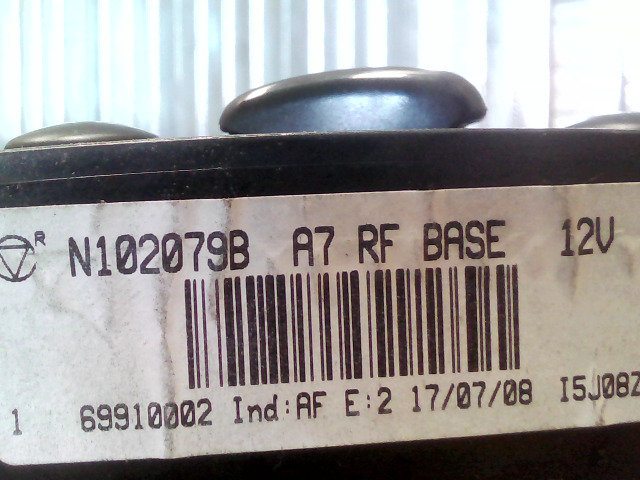 R N102079B A7 RF BASE 12V
1 69910002 Ind:AF E:2 17/07/08 I5J08Z